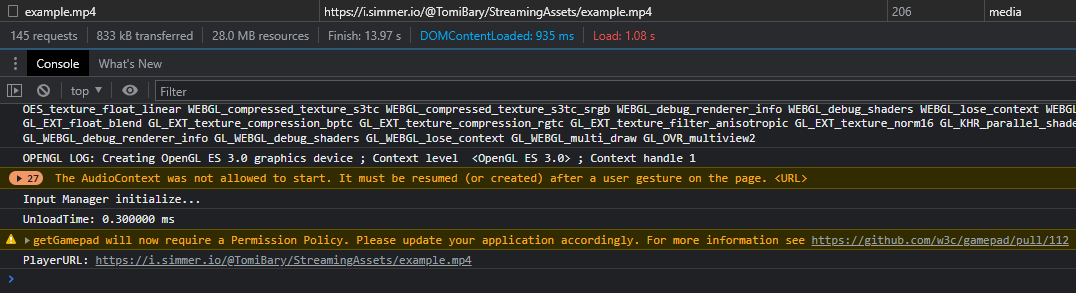 example.mp4 https://i.simmer.io/@TomiBary/StreamingAssets/example.mp4 206 media
145 requests 833 kB transferred 28.0 MB resources Finish: 13.97 s DOMContentLoaded: 935 ms Load: 1.08 s
Console What's New
top Filter
OES_texture_float_linear WEBGL_compressed_texture_s3tc WEBGL_compressed_texture_s3tc_srgb WEBGL_debug_renderer_info WEBGL_debug_shaders WEBGL_lose_context WEBG
GL_EXT_float_blend GL_EXT_texture_compression_bptc GL_EXT_texture_compression_rgtc GL_EXT_texture_filter_anisotropic GL_EXT_texture_norm16 GL_KHR_parallel_shade
GL_WEBGL_debug_renderer_info GL_WEBGL_debug_shaders GL_WEBGL_lose_context GL_WEBGL_multi_draw GL_OVR_multiview2
OPENGL LOG: Creating OpenGL ES 3.0 graphics device ; Context level <OpenGL ES 3.0> ; Context handle 1
27 The AudioContext was not allowed to start. It must be resumed (or created) after a user gesture on the page. <URL>
Input Manager initialize...
UnloadTime: 0.300000 ms
getGamepad will now require a Permission Policy. Please update your application accordingly. For more information see https://github.com/w3c/gamepad/pull/112
PlayerURL: https://i.simmer.io/@TomiBary/StreamingAssets/example.mp4